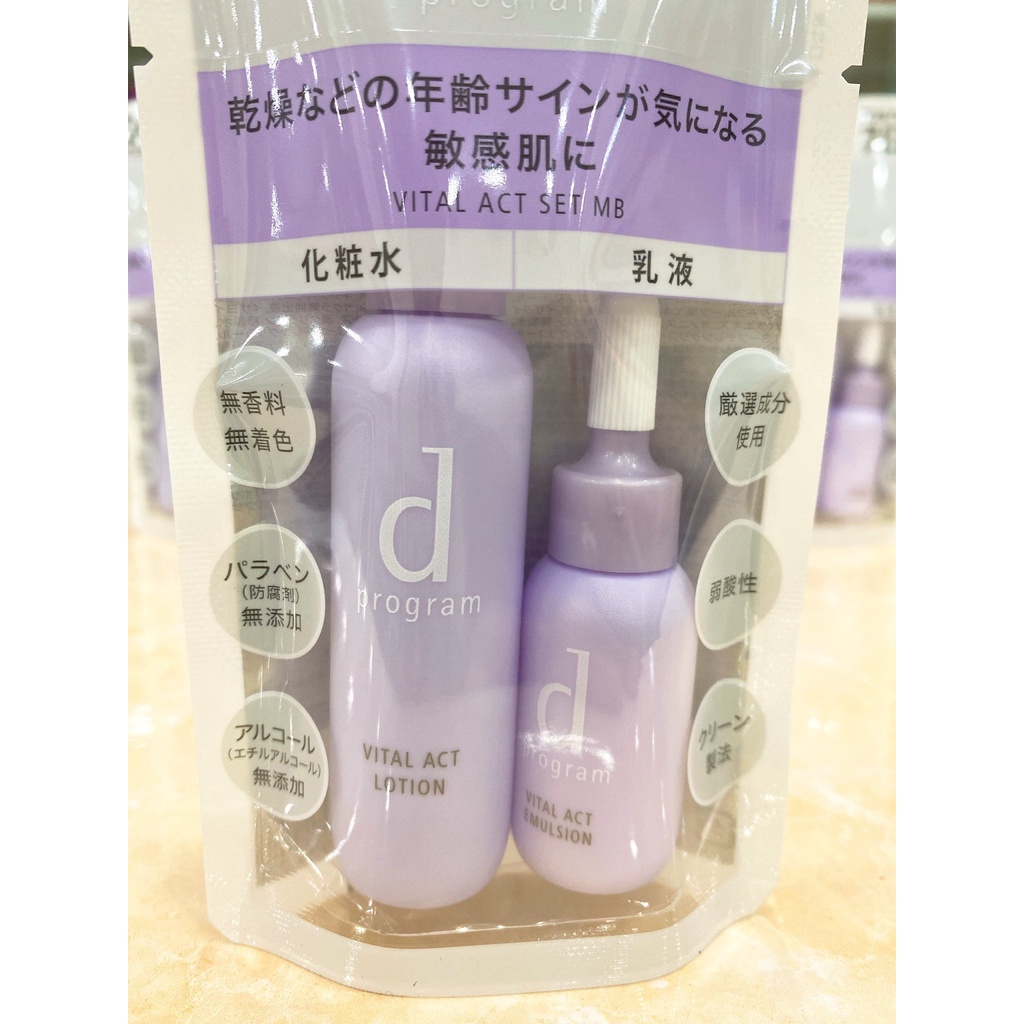 program
乾燥などの年齢サインが気になる
敏感肌に
VITAL ACT SET MB
化粧水
乳液
無香料
無着色
厳選成分
使用
パラベン
(防腐剤)
無添加
弱酸性
アルコール
(エチルアルコール)
無添加
クリーン
製法
d
program
VITAL ACT
LOTION
d
program
VITAL ACT
EMULSION